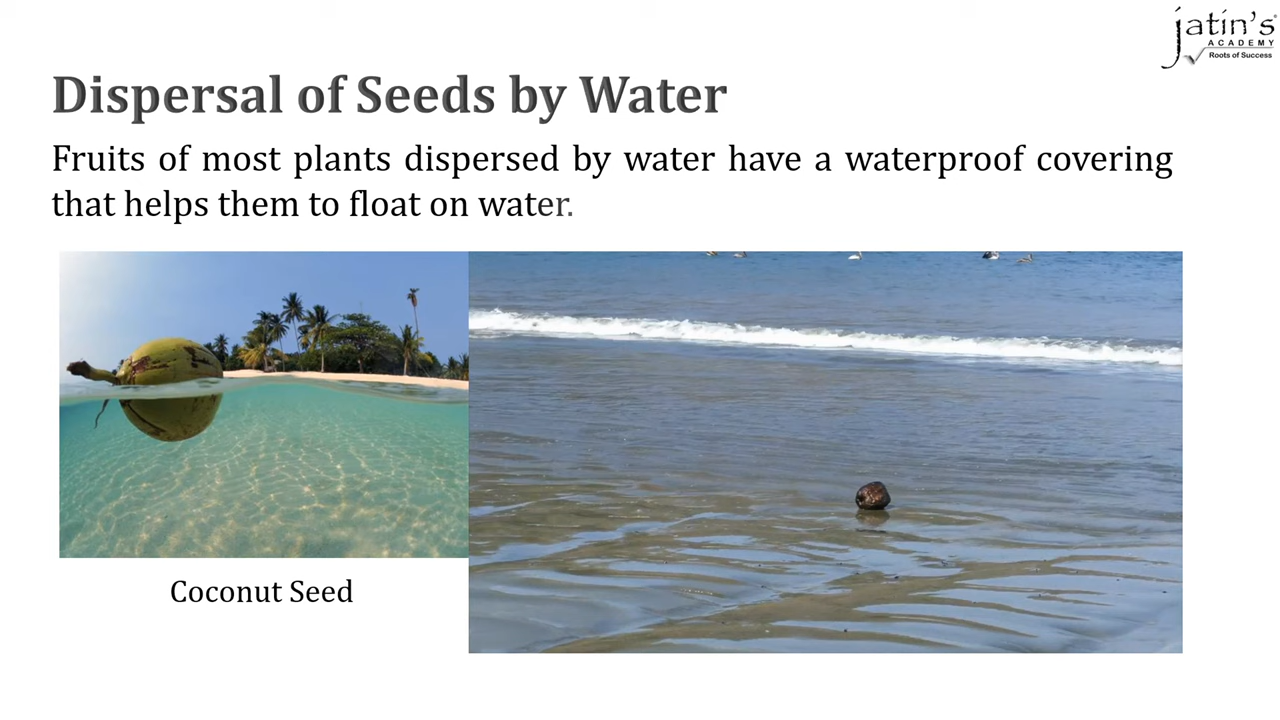 jatin's
ACADEMY
Roots of Success
Dispersal of Seeds by Water
Fruits of most plants dispersed by water have a waterproof covering
that helps them to float on water.
Coconut Seed